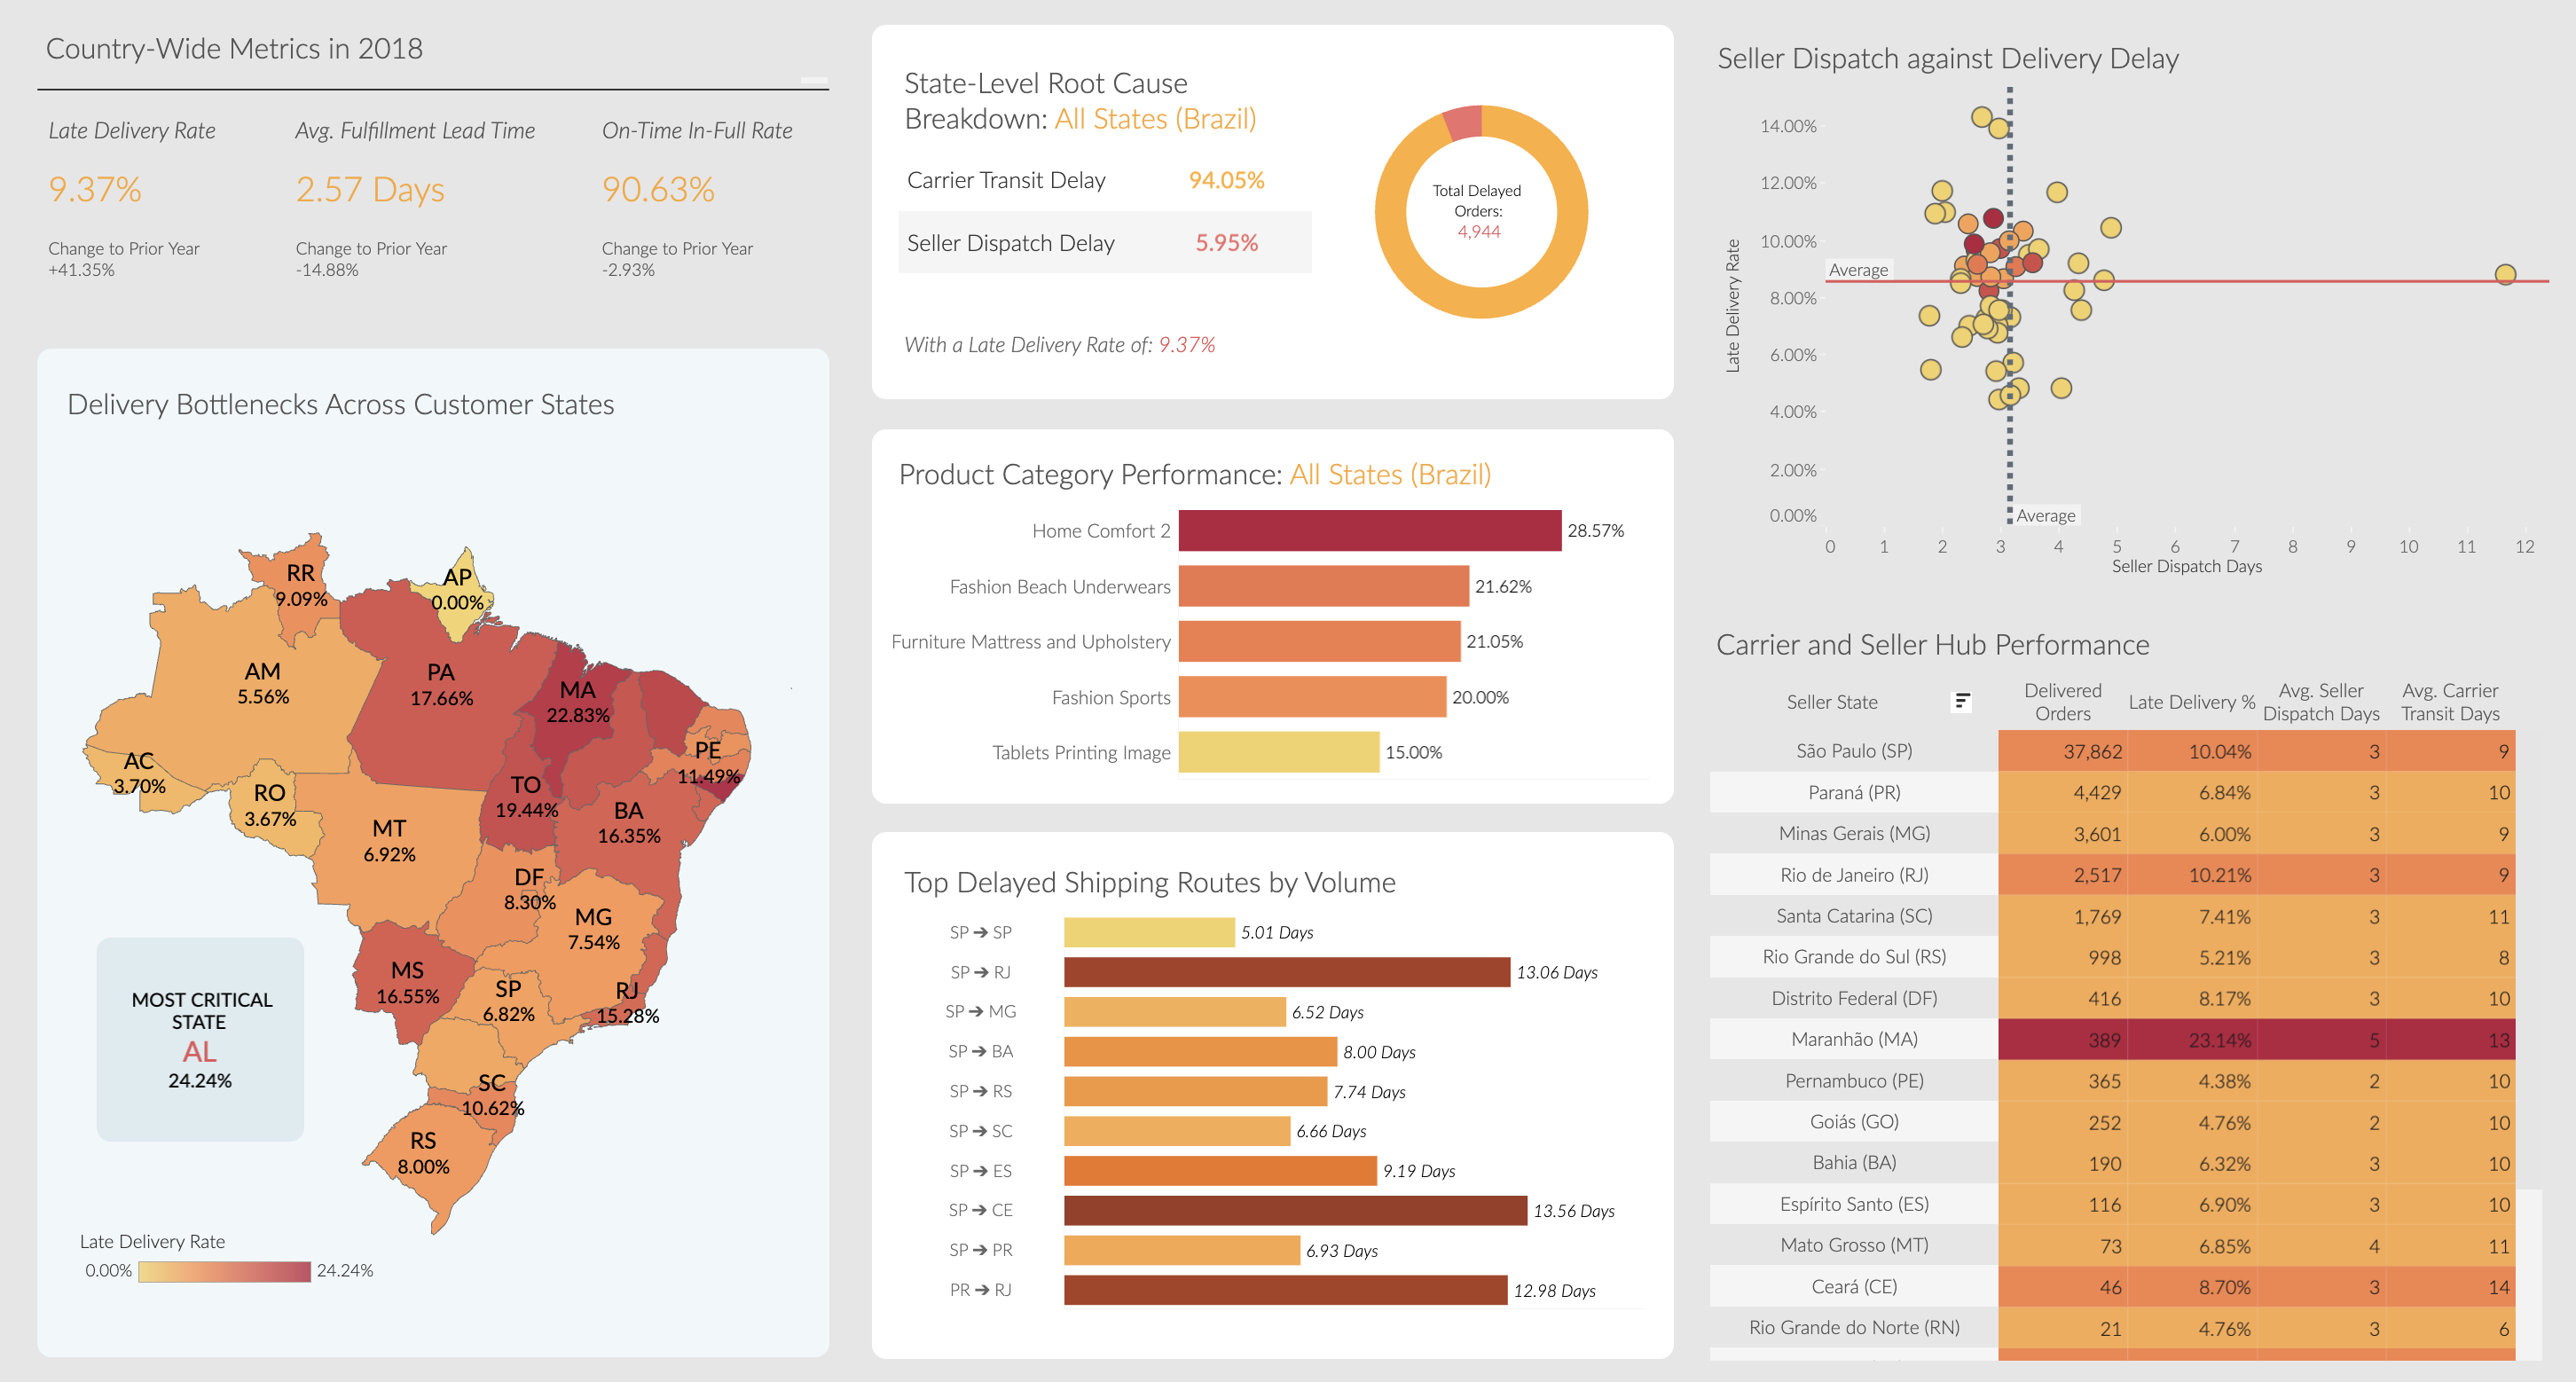 Country-Wide Metrics in 2018
Late Delivery Rate
9.37%
Change to Prior Year
+41.35%
Avg. Fulfillment Lead Time
2.57 Days
Change to Prior Year
-14.88%
On-Time In-Full Rate
90.63%
Change to Prior Year
-2.93%
Delivery Bottlenecks Across Customer States
RR
9.09%
AP
0.00%
AM
5.56%
PA
17.66%
MA
22.83%
AC
3.70%
RO
3.67%
PE
11.49%
TO
19.44%
BA
16.35%
MT
6.92%
DF
8.30%
MG
7.54%
MS
16.55%
SP
6.82%
RJ
15.28%
SC
10.62%
RS
8.00%
MOST CRITICAL
STATE
AL
24.24%
Late Delivery Rate
0.00% 24.24%
State-Level Root Cause
Breakdown: All States (Brazil)
Carrier Transit Delay 94.05%
Seller Dispatch Delay 5.95%
With a Late Delivery Rate of: 9.37%
Total Delayed
Orders:
4,944
Product Category Performance: All States (Brazil)
Home Comfort 2 28.57%
Fashion Beach Underwears 21.62%
Furniture Mattress and Upholstery 21.05%
Fashion Sports 20.00%
Tablets Printing Image 15.00%
Top Delayed Shipping Routes by Volume
SP ➔ SP 5.01 Days
SP ➔ RJ 13.06 Days
SP ➔ MG 6.52 Days
SP ➔ BA 8.00 Days
SP ➔ RS 7.74 Days
SP ➔ SC 6.66 Days
SP ➔ ES 9.19 Days
SP ➔ CE 13.56 Days
SP ➔ PR 6.93 Days
PR ➔ RJ 12.98 Days
Seller Dispatch against Delivery Delay
Late Delivery Rate
14.00%
12.00%
10.00%
Average
8.00%
6.00%
4.00%
2.00%
0.00%
Average
0 1 2 3 4 5 6 7 8 9 10 11 12
Seller Dispatch Days
Carrier and Seller Hub Performance
Seller State
Delivered
Orders
Late Delivery %
Avg. Seller
Dispatch Days
Avg. Carrier
Transit Days
São Paulo (SP) 37,862 10.04% 3 9
Paraná (PR) 4,429 6.84% 3 10
Minas Gerais (MG) 3,601 6.00% 3 9
Rio de Janeiro (RJ) 2,517 10.21% 3 9
Santa Catarina (SC) 1,769 7.41% 3 11
Rio Grande do Sul (RS) 998 5.21% 3 8
Distrito Federal (DF) 416 8.17% 3 10
Maranhão (MA) 389 23.14% 5 13
Pernambuco (PE) 365 4.38% 2 10
Goiás (GO) 252 4.76% 2 10
Bahia (BA) 190 6.32% 3 10
Espírito Santo (ES) 116 6.90% 3 10
Mato Grosso (MT) 73 6.85% 4 11
Ceará (CE) 46 8.70% 3 14
Rio Grande do Norte (RN) 21 4.76% 3 6